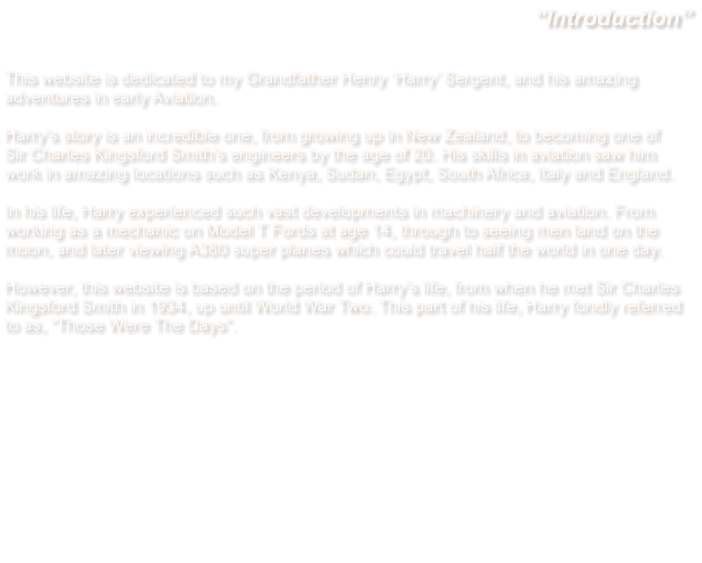 "Introduction"
This website is dedicated to my Grandfather Henry 'Harry' Sergent, and his amazing
adventures in early Aviation.
Harry's story is an incredible one, from growing up in New Zealand, to becoming one of
Sir Charles Kingsford Smith's engineers by the age of 20. His skills in aviation saw him
work in amazing locations such as Kenya, Sudan, Egypt, South Africa, Italy and England.
In his life, Harry experienced such vast developments in machinery and aviation. From
working as a mechanic on Model T Fords at age 14, through to seeing men land on the
moon, and later viewing A380 super planes which could travel half the world in one day.
However, this website is based on the period of Harry's life, from when he met Sir Charles
Kingsford Smith in 1934, up until World War Two. This part of his life, Harry fondly referred
to as, "Those Were The Days".